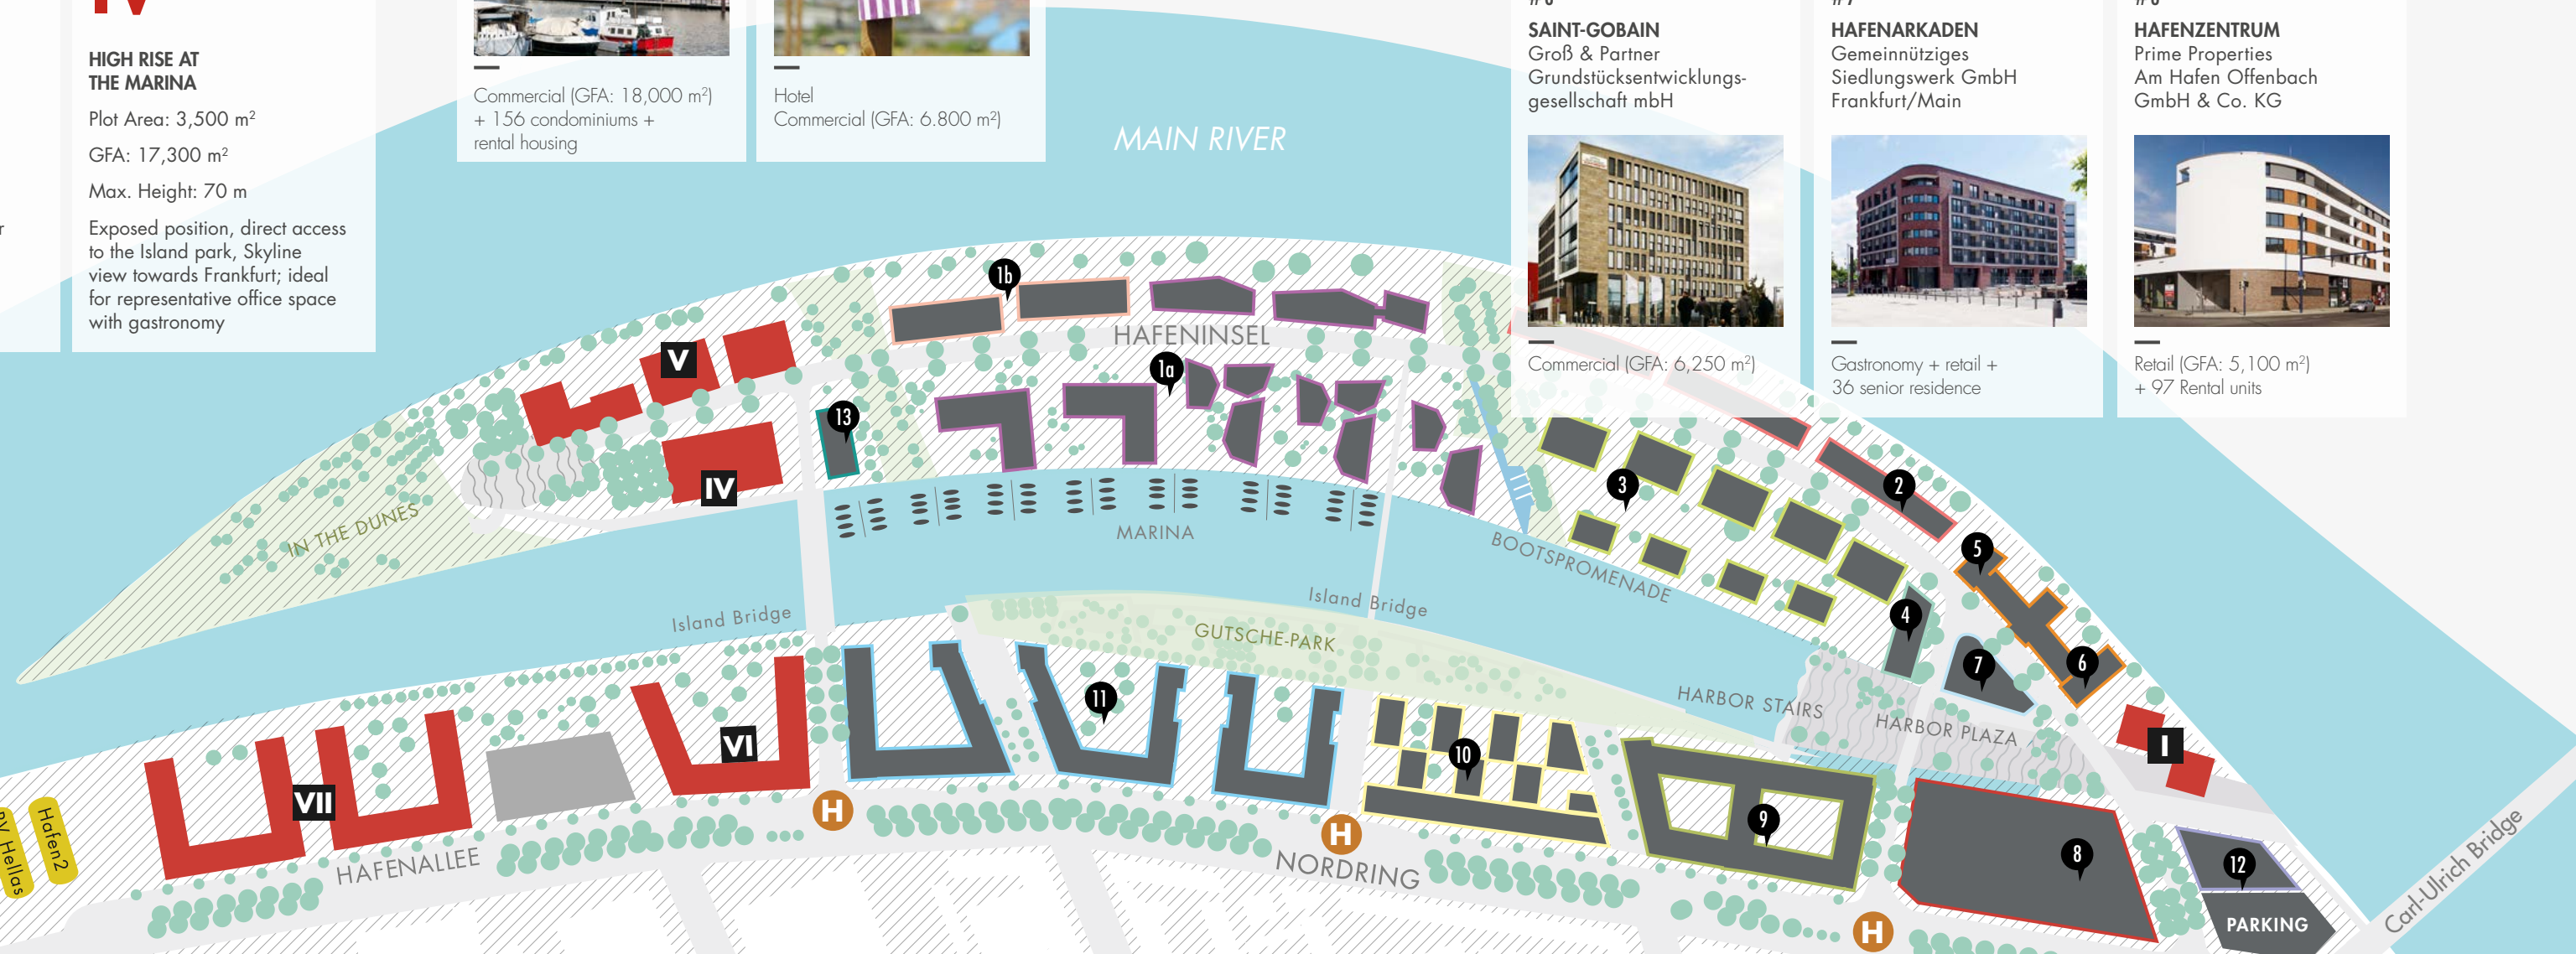 IV
HIGH RISE AT
THE MARINA
Plot Area: 3,500 m²
GFA: 17,300 m²
Max. Height: 70 m
Exposed position, direct access
to the Island park, Skyline
view towards Frankfurt; ideal
for representative office space
with gastronomy
Commercial (GFA: 18,000 m²)
+ 156 condominiums +
rental housing
Hotel
Commercial (GFA: 6.800 m²)
MAIN RIVER
SAINT-GOBAIN
Groß & Partner
Grundstücksentwicklungs-
gesellschaft mbH
Commercial (GFA: 6,250 m²)
HAFENARKADEN
Gemeinnütziges
Siedlungswerk GmbH
Frankfurt/Main
Gastronomy + retail +
36 senior residence
HAFENZENTRUM
Prime Properties
Am Hafen Offenbach
GmbH & Co. KG
Retail (GFA: 5,100 m²)
+ 97 Rental units
1b
HAFENINSEL
V
1a
13
IV
3
2
IN THE DUNES
MARINA
BOOTSPROMENADE
5
4
Island Bridge
Island Bridge
GUTSCHE-PARK
7
6
11
HARBOR STAIRS
HARBOR PLAZA
I
VI
10
VII
9
8
12
Hafen2
Hellas
H
H
H
HAFENALLEE
NORDRING
PARKING
Carl-Ulrich Bridge